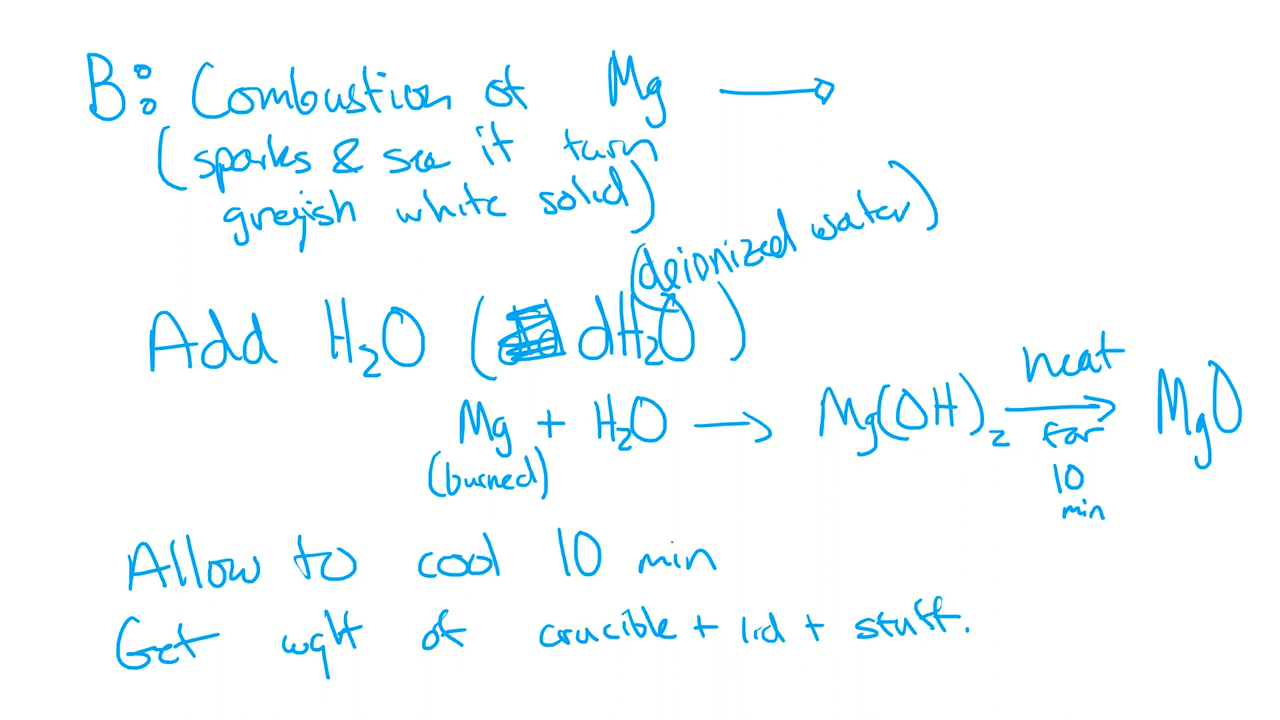 B: Combustion of Mg →
(sparks & see it turn
greyish white solid)
(deionized water)
Add H₂O ( dH₂O )
Mg + H₂O → Mg(OH)₂ → MgO
heat
for
10
min
(burned)
Allow to cool 10 min
Get wght of crucible + lid + stuff.